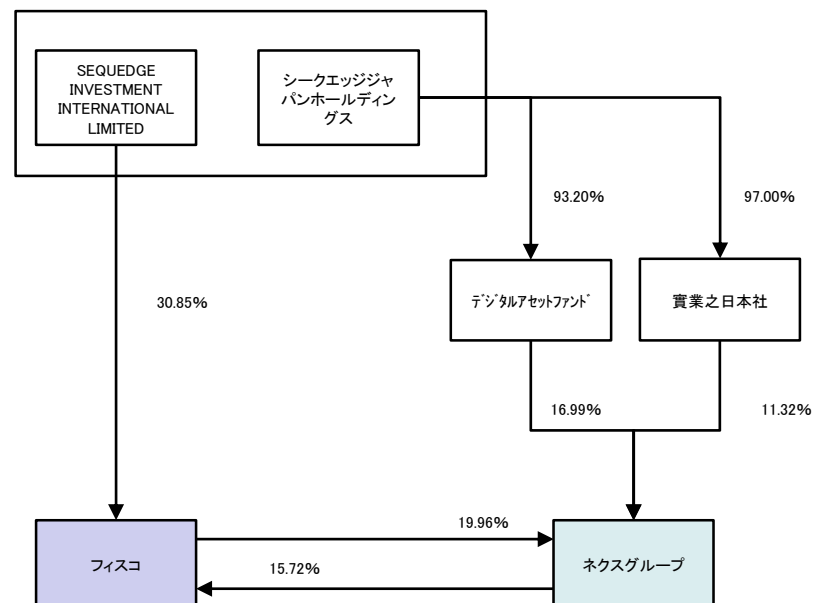 SEQUEDGE
INVESTMENT
INTERNATIONAL
LIMITED
シークエッジジャ
パンホールディン
グス
93.20%
97.00%
ﾃﾞｼﾞﾀﾙｱｾｯﾄﾌｧﾝﾄﾞ
實業之日本社
30.85%
16.99%
11.32%
フィスコ
19.96%
15.72%
ネクスグループ